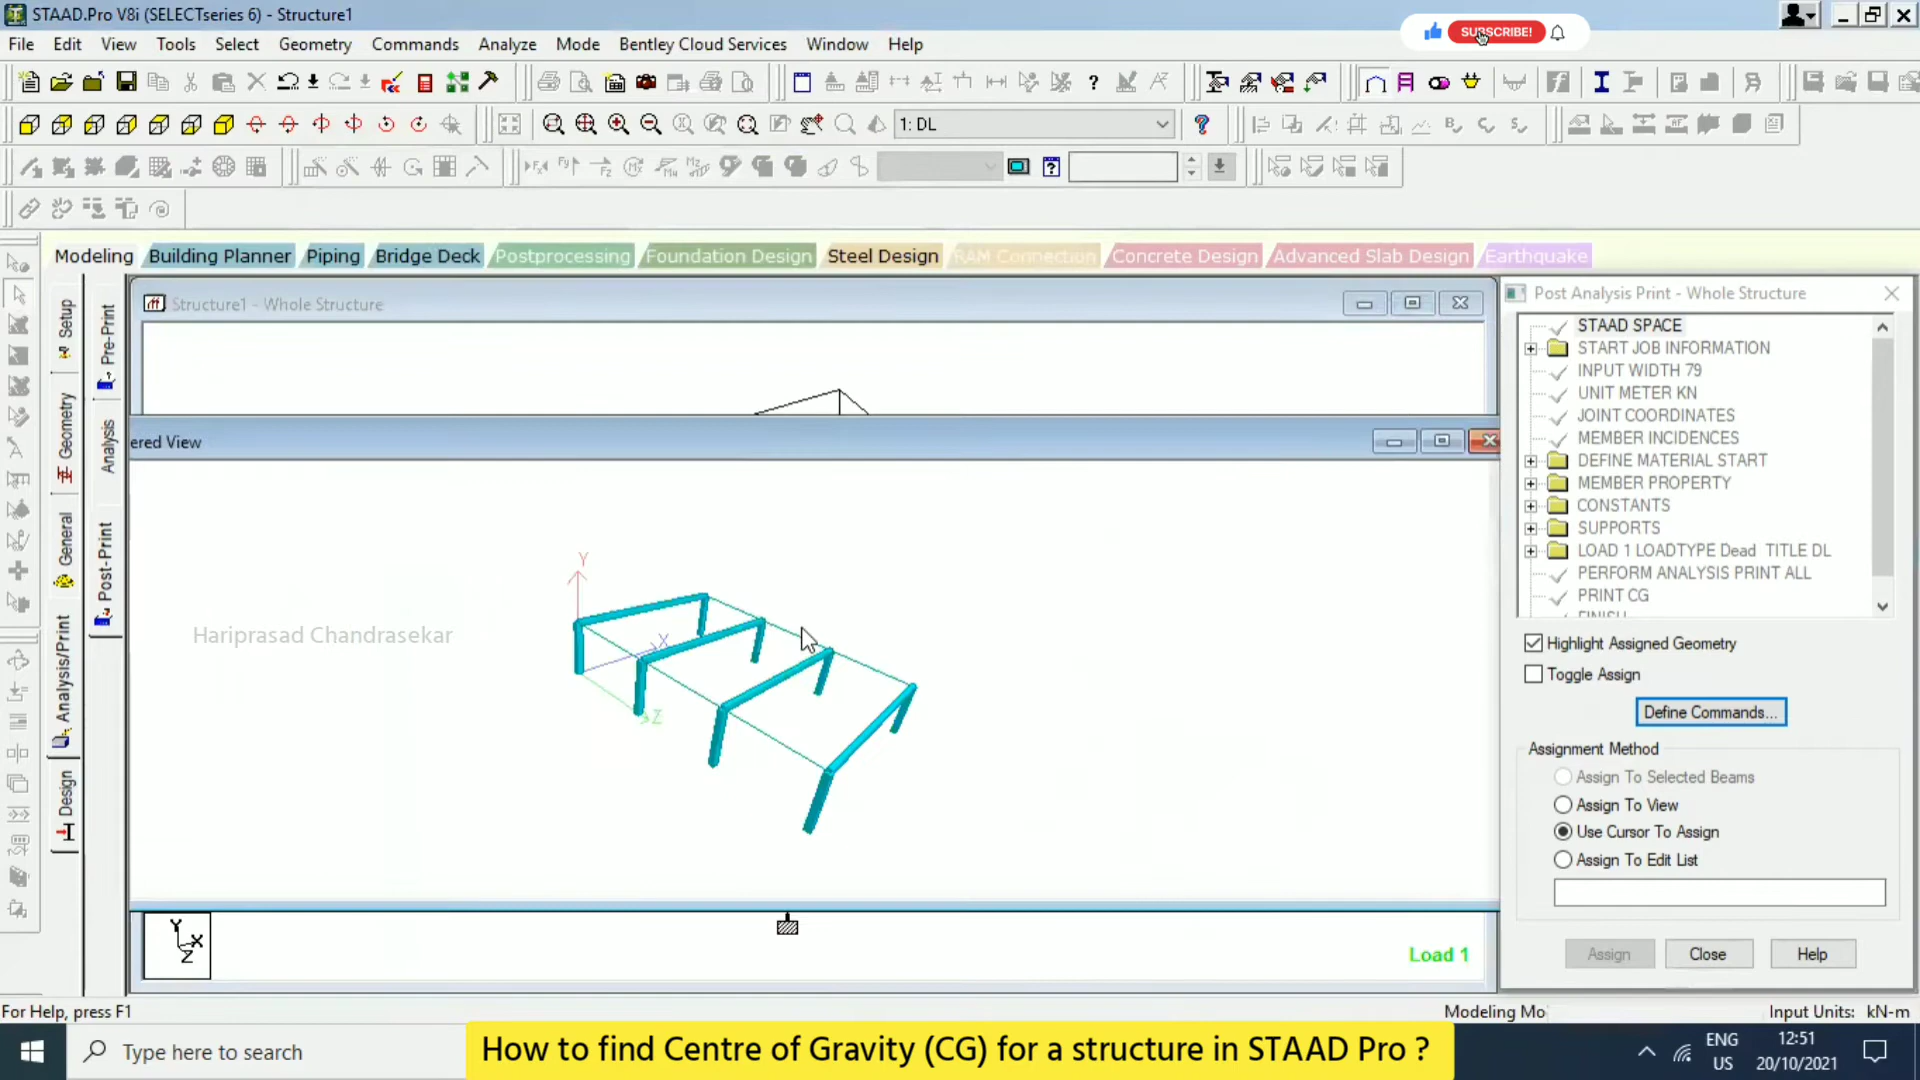 STAAD.Pro V8i (SELECTseries 6) - Structure1
SUBSCRIBE!
File Edit View Tools Select Geometry Commands Analyze Mode Bentley Cloud Services Window Help
1: DL
Modeling Building Planner Piping Bridge Deck Postprocessing Foundation Design Steel Design RAM Connection Concrete Design Advanced Slab Design Earthquake
Setup
Geometry
General
Analysis/Print
Design
Pre-Print
Analysis
Post-Print
Structure1 - Whole Structure
ered View
Y
X
Z
Hariprasad Chandrasekar
Y
X
Z
Load 1
Post Analysis Print - Whole Structure
STAAD SPACE
START JOB INFORMATION
INPUT WIDTH 79
UNIT METER KN
JOINT COORDINATES
MEMBER INCIDENCES
DEFINE MATERIAL START
MEMBER PROPERTY
CONSTANTS
SUPPORTS
LOAD 1 LOADTYPE Dead TITLE DL
PERFORM ANALYSIS PRINT ALL
PRINT CG
FINISH
Highlight Assigned Geometry
Toggle Assign
Define Commands...
Assignment Method
Assign To Selected Beams
Assign To View
Use Cursor To Assign
Assign To Edit List
Assign Close Help
For Help, press F1
Modeling Mo
Input Units: kN-m
Type here to search
How to find Centre of Gravity (CG) for a structure in STAAD Pro ?
ENG
US
12:51
20/10/2021